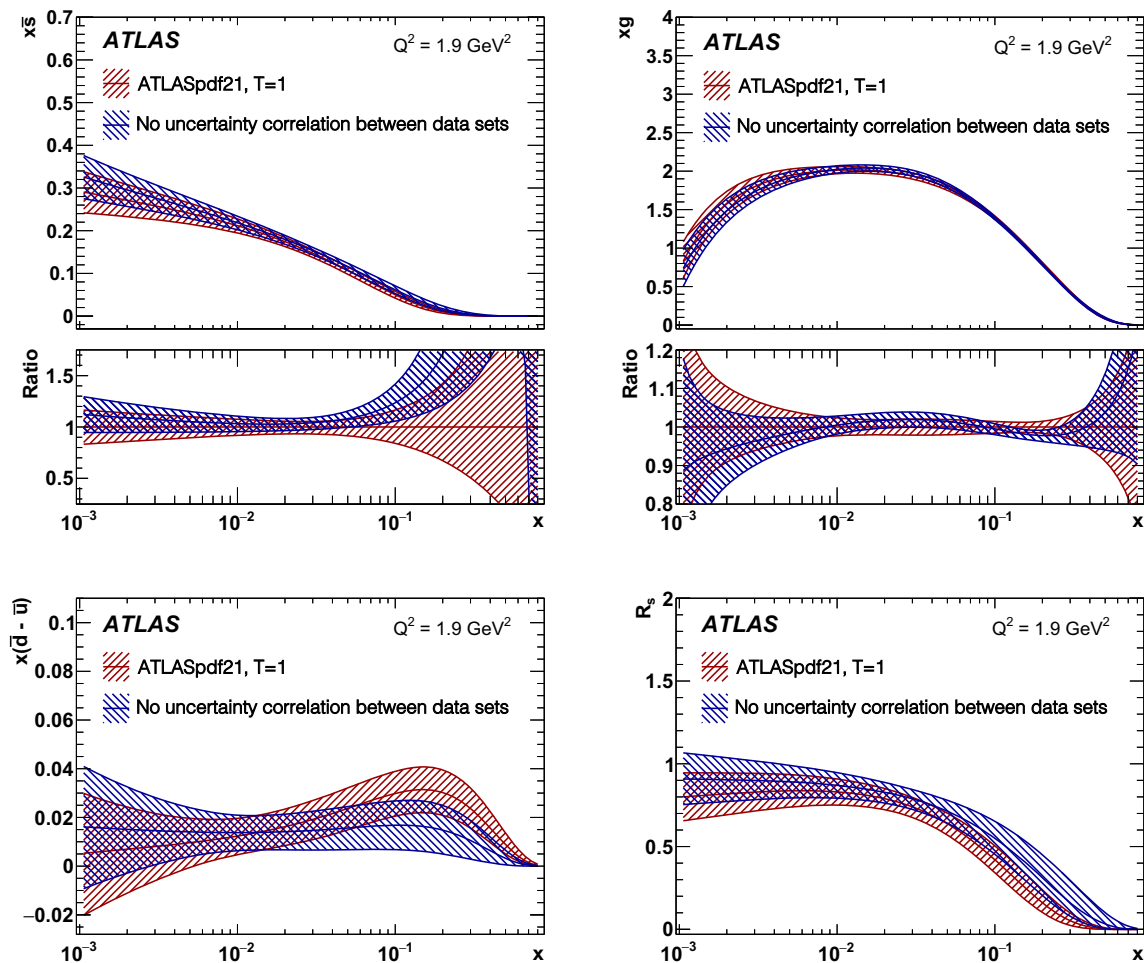 xs̅
0.7
0.6
0.5
0.4
0.3
0.2
0.1
0
ATLAS
Q² = 1.9 GeV²
ATLASpdf21, T=1
No uncertainty correlation between data sets
Ratio
1.5
1
0.5
10⁻³
10⁻²
10⁻¹
x
xg
4
3.5
3
2.5
2
1.5
1
0.5
0
ATLAS
Q² = 1.9 GeV²
ATLASpdf21, T=1
No uncertainty correlation between data sets
Ratio
1.2
1.1
1
0.9
0.8
10⁻³
10⁻²
10⁻¹
x
x(d̅ - u̅)
0.1
0.08
0.06
0.04
0.02
0
−0.02
ATLAS
Q² = 1.9 GeV²
ATLASpdf21, T=1
No uncertainty correlation between data sets
10⁻³
10⁻²
10⁻¹
x
Rₛ
2
1.5
1
0.5
0
ATLAS
Q² = 1.9 GeV²
ATLASpdf21, T=1
No uncertainty correlation between data sets
10⁻³
10⁻²
10⁻¹
x